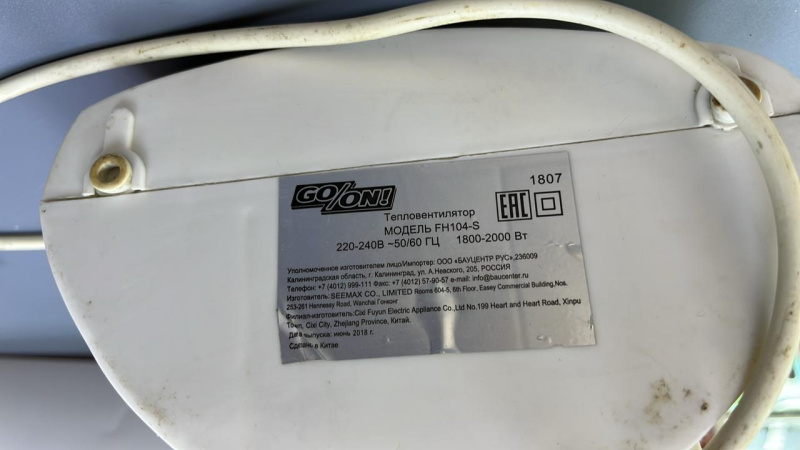 GO/ON!
1807
Тепловентилятор
EAC
МОДЕЛЬ FH104-S
220-240В ~50/60 ГЦ 1800-2000 Вт
Уполномоченное изготовителем лицо/Импортер: ООО «БАУЦЕНТР РУС»,236009
Калининградская область, г. Калининград, ул. А.Невского, 205, РОССИЯ
Телефон: +7 (4012) 999-111 Факс: +7 (4012) 57-90-57 e-mail: info@baucenter.ru
Изготовитель: SEEMAX CO., LIMITED Rooms 604-5, 6th Floor, Easey Commercial Building,Nos.
253-261 Hennessy Road, Wanchai Гонконг
Филиал-изготовитель:Cixi Fuyun Electric Appliance Co.,Ltd No.199 Heart and Heart Road, Xinpu
Town, Cixi City, Zhejiang Province, Китай.
Дата выпуска: июнь 2018 г.
Сделано в Китае